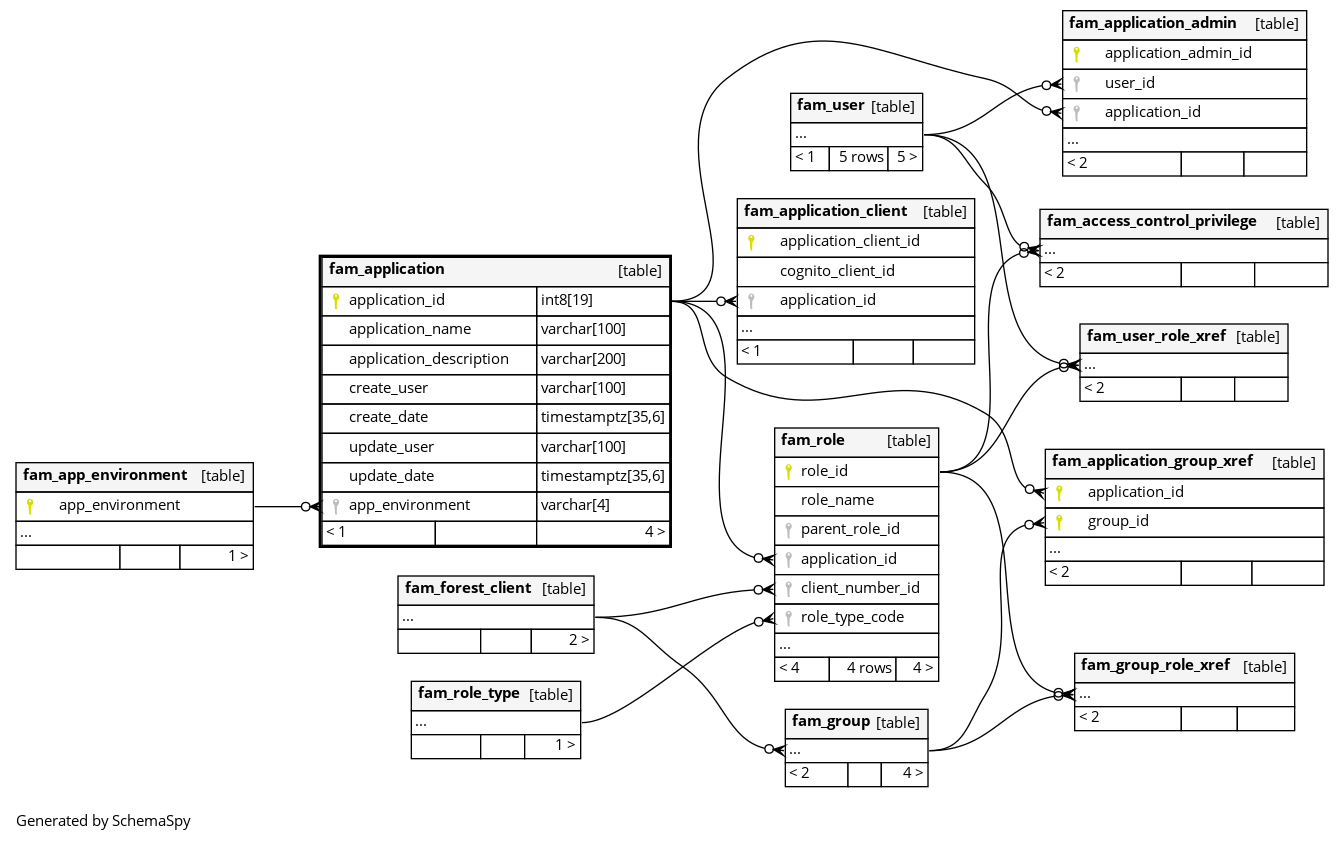 fam_application_admin [table]
application_admin_id
user_id
application_id
...
< 2
fam_user [table]
...
< 1 5 rows 5 >
fam_application_client [table]
application_client_id
cognito_client_id
application_id
...
< 1
fam_access_control_privilege [table]
...
< 2
fam_application [table]
application_id int8[19]
application_name varchar[100]
application_description varchar[200]
create_user varchar[100]
create_date timestamptz[35,6]
update_user varchar[100]
update_date timestamptz[35,6]
app_environment varchar[4]
< 1 4 >
fam_user_role_xref [table]
...
< 2
fam_role [table]
role_id
role_name
parent_role_id
application_id
client_number_id
role_type_code
...
< 4 4 rows 4 >
fam_application_group_xref [table]
application_id
group_id
...
< 2
fam_app_environment [table]
app_environment
...
1 >
fam_forest_client [table]
...
2 >
fam_role_type [table]
...
1 >
fam_group [table]
...
< 2 4 >
fam_group_role_xref [table]
...
< 2
Generated by SchemaSpy